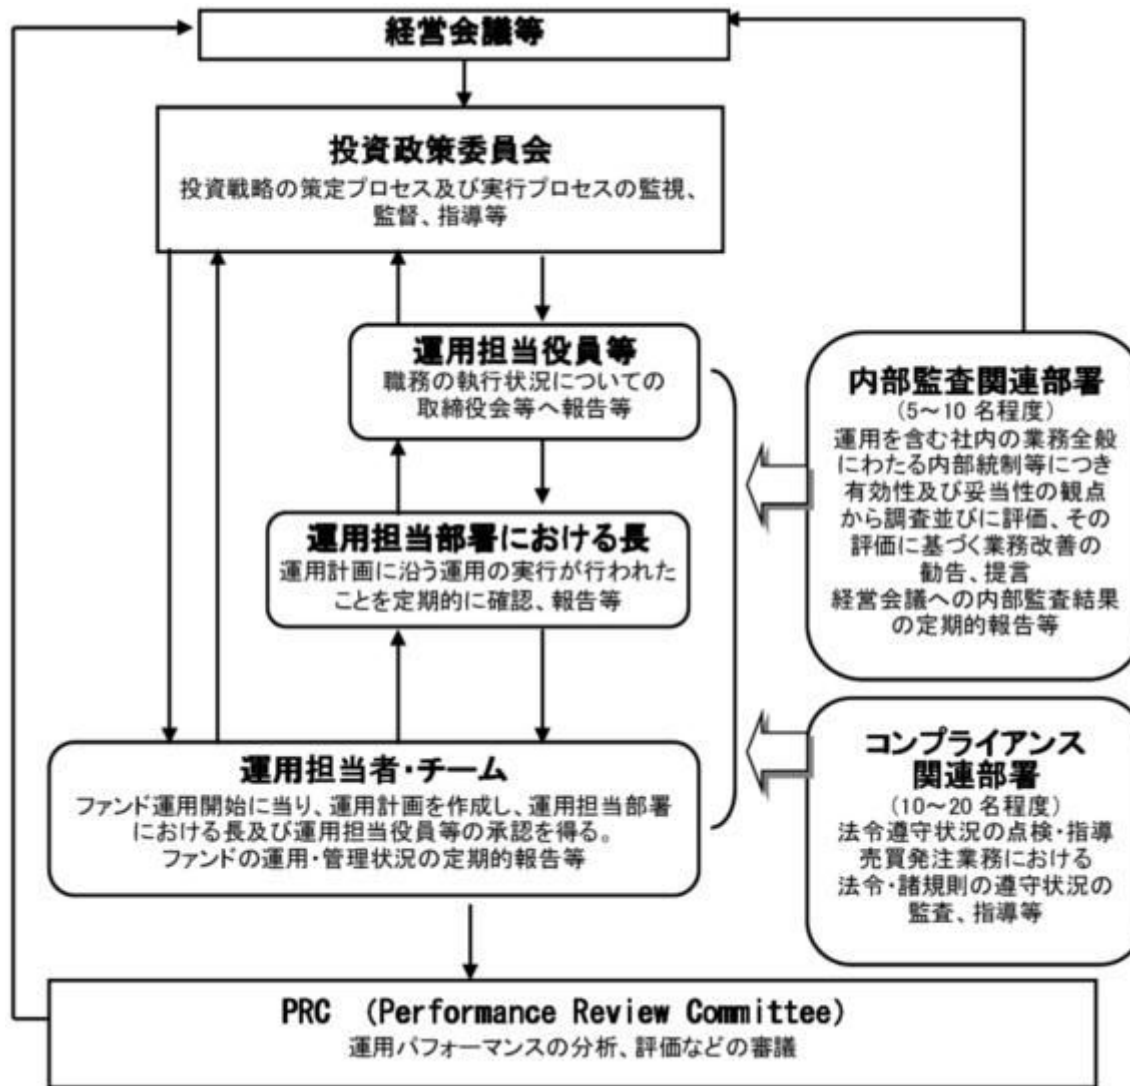 経営会議等
投資政策委員会
投資戦略の策定プロセス及び実行プロセスの監視、
監督、指導等
運用担当役員等
職務の執行状況についての
取締役会等へ報告等
運用担当部署における長
運用計画に沿う運用の実行が行われた
ことを定期的に確認、報告等
運用担当者・チーム
ファンド運用開始に当り、運用計画を作成し、運用担当部署
における長及び運用担当役員等の承認を得る。
ファンドの運用・管理状況の定期的報告等
内部監査関連部署
(5～10 名程度)
運用を含む社内の業務全般
にわたる内部統制等につき
有効性及び妥当性の観点
から調査並びに評価、その
評価に基づく業務改善の
勧告、提言
経営会議への内部監査結果
の定期的報告等
コンプライアンス
関連部署
(10～20 名程度)
法令遵守状況の点検・指導
売買発注業務における
法令・諸規則の遵守状況の
監査、指導等
PRC （Performance Review Committee）
運用パフォーマンスの分析、評価などの審議